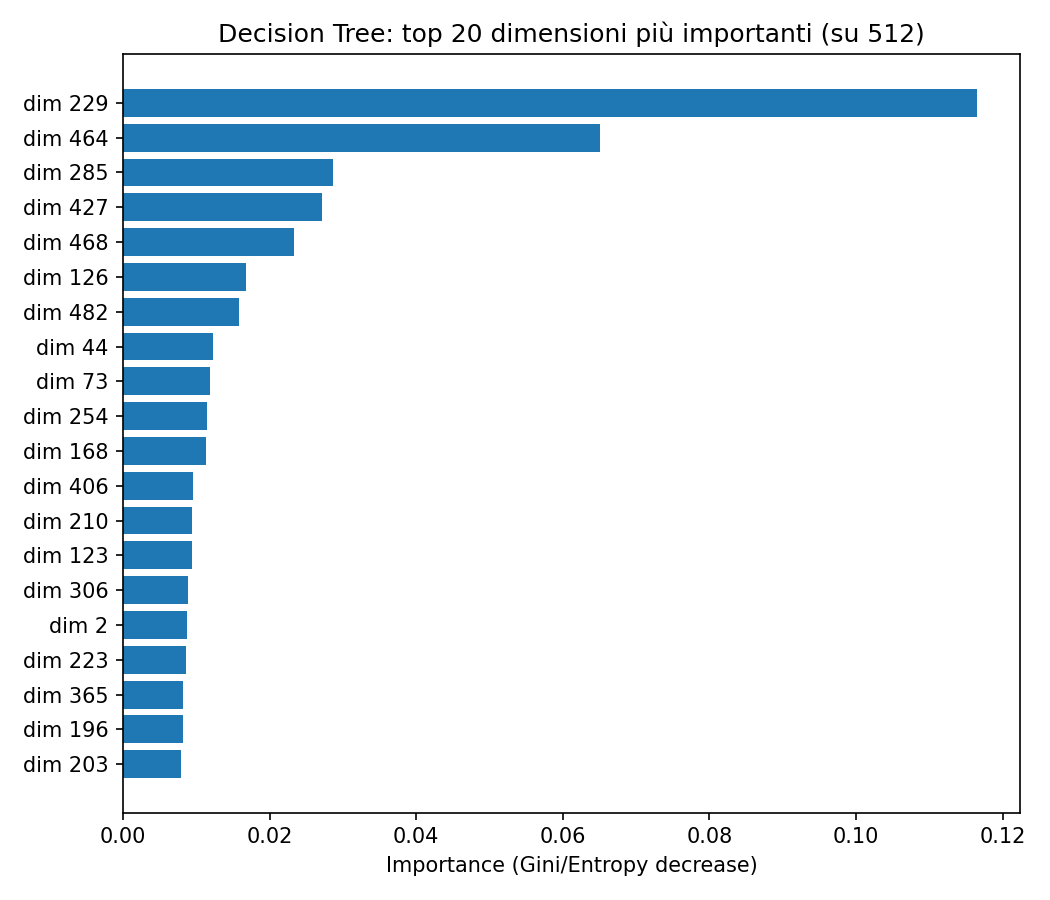 Decision Tree: top 20 dimensioni più importanti (su 512)
dim 229
dim 464
dim 285
dim 427
dim 468
dim 126
dim 482
dim 44
dim 73
dim 254
dim 168
dim 406
dim 210
dim 123
dim 306
dim 2
dim 223
dim 365
dim 196
dim 203
0.00 0.02 0.04 0.06 0.08 0.10 0.12
Importance (Gini/Entropy decrease)